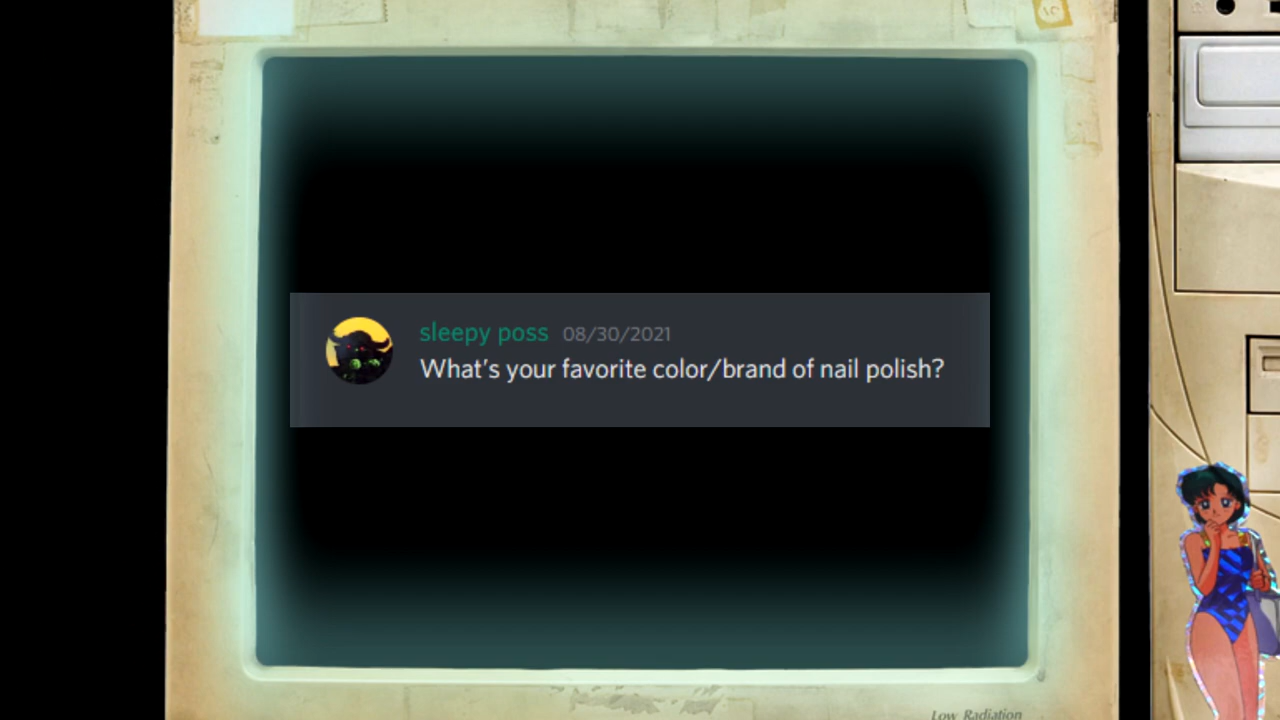 sleepy poss 08/30/2021
What's your favorite color/brand of nail polish?
Low Radiation